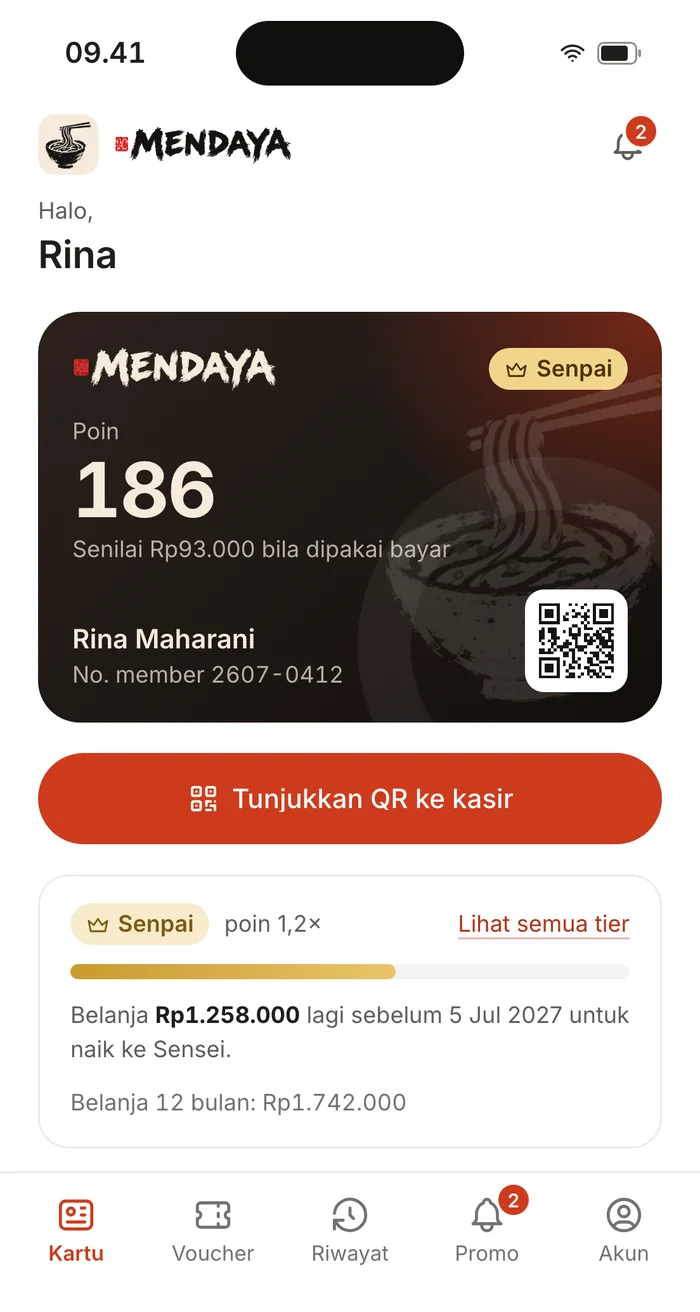 09.41
MENDAYA
2
Halo,
Rina
MENDAYA
Senpai
Poin
186
Senilai Rp93.000 bila dipakai bayar
Rina Maharani
No. member 2607-0412
Tunjukkan QR ke kasir
Senpai
poin 1,2×
Lihat semua tier
Belanja Rp1.258.000 lagi sebelum 5 Jul 2027 untuk
naik ke Sensei.
Belanja 12 bulan: Rp1.742.000
2
Kartu
Voucher
Riwayat
Promo
Akun